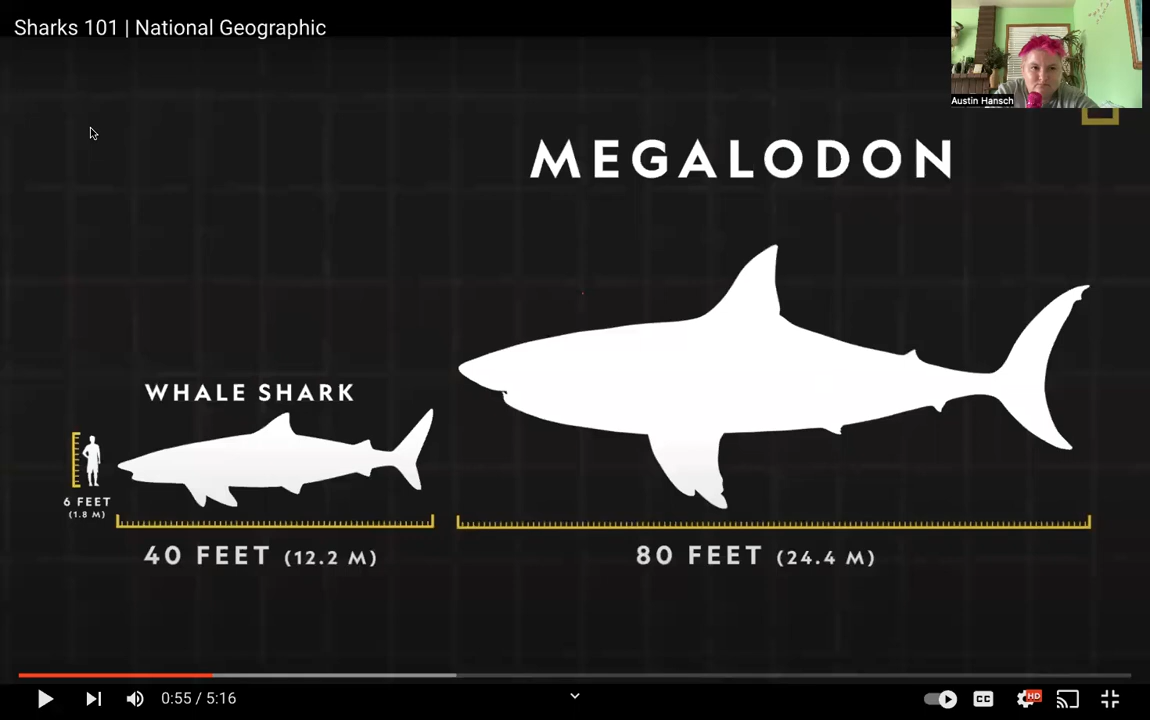 Sharks 101 | National Geographic
Austin Hansch
MEGALODON
WHALE SHARK
6 FEET
(1.8 M)
40 FEET (12.2 M)
80 FEET (24.4 M)
0:55 / 5:16
CC
HD